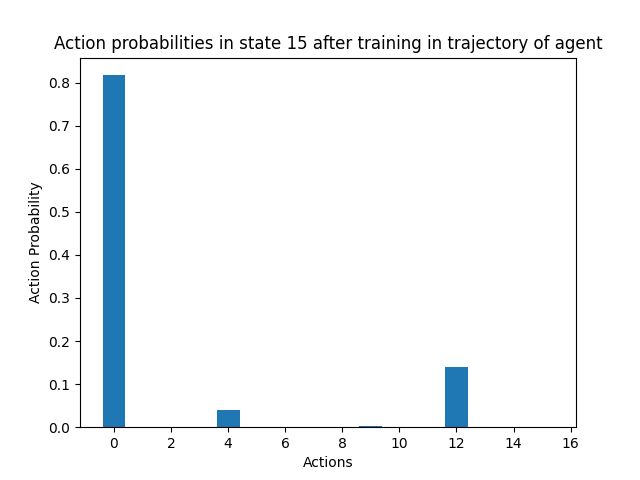 Action probabilities in state 15 after training in trajectory of agent
Action Probability
0.8
0.7
0.6
0.5
0.4
0.3
0.2
0.1
0.0
0 2 4 6 8 10 12 14 16
Actions